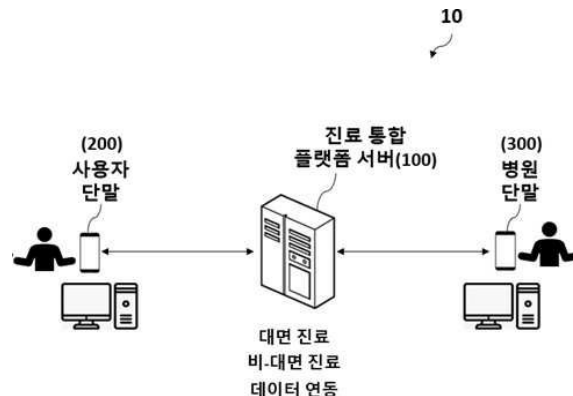 10
(200)
사용자
단말
진료 통합
플랫폼 서버(100)
(300)
병원
단말
대면 진료
비-대면 진료
데이터 연동